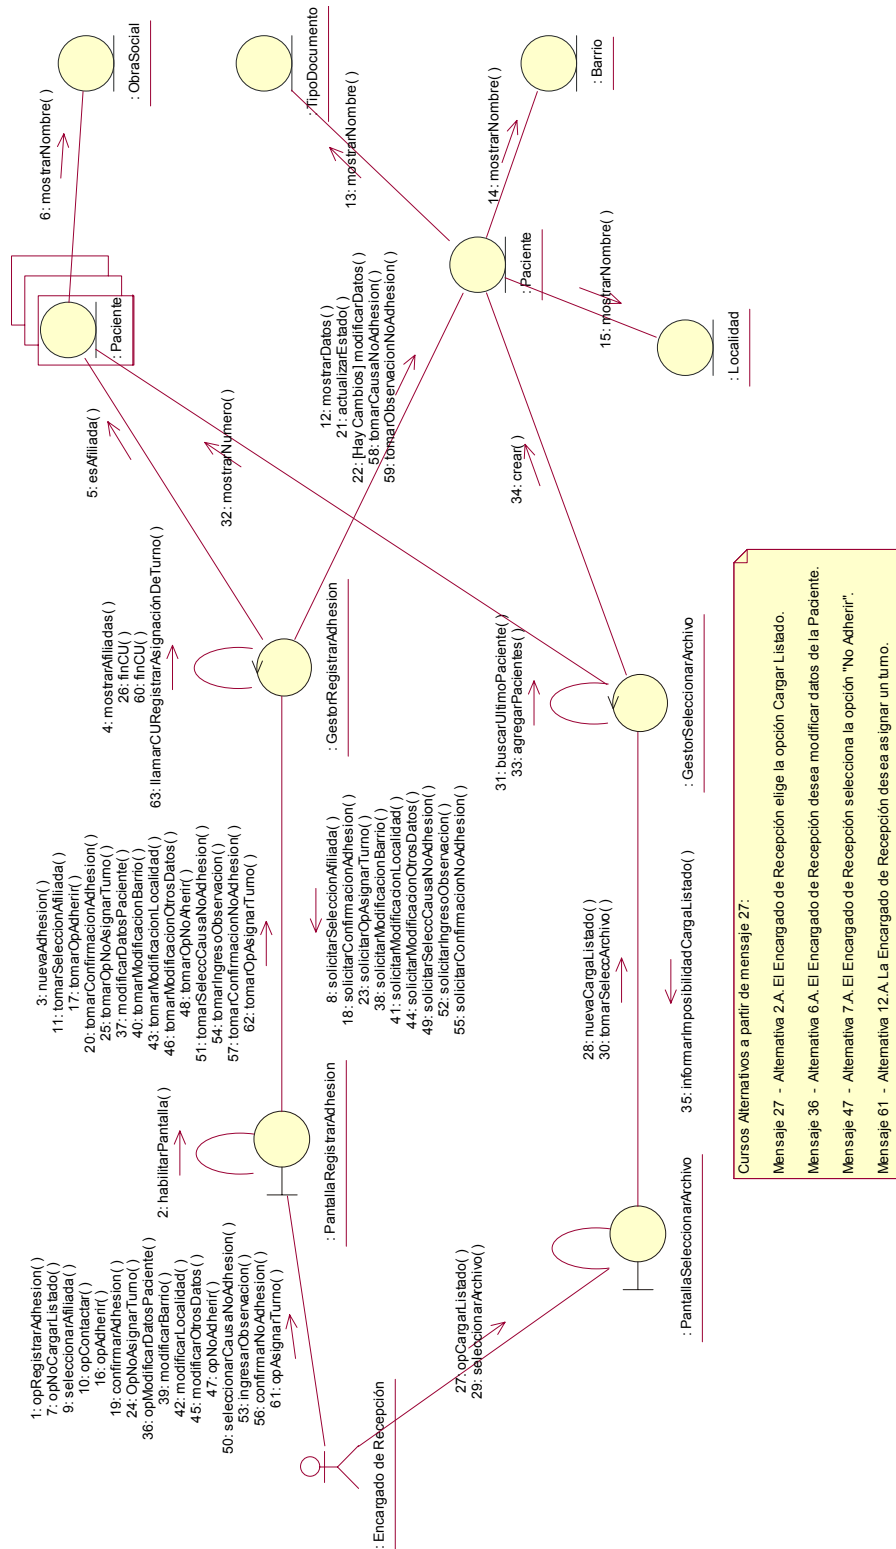 1: opRegistrarAdhesion( )
7: opNoCargarListado( )
9: seleccionarAfiliada( )
10: opContactar( )
16: opAdherir( )
19: confirmarAdhesion( )
24: OpNoAsignarTurno( )
36: opModificarDatosPaciente( )
39: modificarBarrio( )
42: modificarLocalidad( )
45: modificarOtrosDatos( )
47: opNoAdherir( )
50: seleccionarCausaNoAdhesion( )
53: ingresarObservacion( )
56: confirmarNoAdhesion( )
61: opAsignarTurno( )
: Encargado de Recepción
2: habilitarPantalla( )
: PantallaRegistrarAdhesion
3: nuevaAdhesion( )
11: tomarSeleccionAfiliada( )
17: tomarOpAdherir( )
20: tomarConfirmacionAdhesion( )
25: tomarOpNoAsignarTurno( )
37: modificarDatosPaciente( )
40: tomarModificacionBarrio( )
43: tomarModificacionLocalidad( )
46: tomarModificacionOtrosDatos( )
48: tomarOpNoAherir( )
51: tomarSeleccCausaNoAdhesion( )
54: tomarIngresoObservacion( )
57: tomarConfirmacionNoAdhesion( )
62: tomarOpAsignarTurno( )
8: solicitarSeleccionAfiliada( )
18: solicitarConfirmacionAdhesion( )
23: solicitarOpAsignarTurno( )
38: solicitarModificacionBarrio( )
41: solicitarModificacionLocalidad( )
44: solicitarModificacionOtrosDatos( )
49: solicitarSeleccCausaNoAdhesion( )
52: solicitarIngresoObservacion( )
55: solicitarConfirmacionNoAdhesion( )
4: mostrarAfiliadas( )
26: finCU( )
60: finCU( )
63: llamarCURegistrarAsignaciónDeTurno( )
: GestorRegistrarAdhesion
5: esAfiliada( )
32: mostrarNumero( )
12: mostrarDatos( )
21: actualizarEstado( )
22: [Hay Cambios] modificarDatos( )
58: tomarCausaNoAdhesion( )
59: tomarObservacionNoAdhesion( )
: Paciente
6: mostrarNombre( )
: ObraSocial
13: mostrarNombre( )
: TipoDocumento
14: mostrarNombre( )
: Barrio
: Paciente
15: mostrarNombre( )
: Localidad
34: crear( )
27: opCargarListado( )
29: seleccionarArchivo( )
: PantallaSeleccionarArchivo
28: nuevaCargaListado( )
30: tomarSeleccArchivo( )
35: informarImposibilidadCargaListado( )
31: buscarUltimoPaciente( )
33: agregarPacientes( )
: GestorSeleccionarArchivo
Cursos Alternativos a partir de mensaje 27:
Mensaje 27 - Alternativa 2.A. El Encargado de Recepción elige la opción Cargar Listado.
Mensaje 36 - Alternativa 6.A. El Encargado de Recepción desea modificar datos de la Paciente.
Mensaje 47 - Alternativa 7.A. El Encargado de Recepción selecciona la opción "No Adherir".
Mensaje 61 - Alternativa 12.A. La Encargado de Recepción desea asignar un turno.